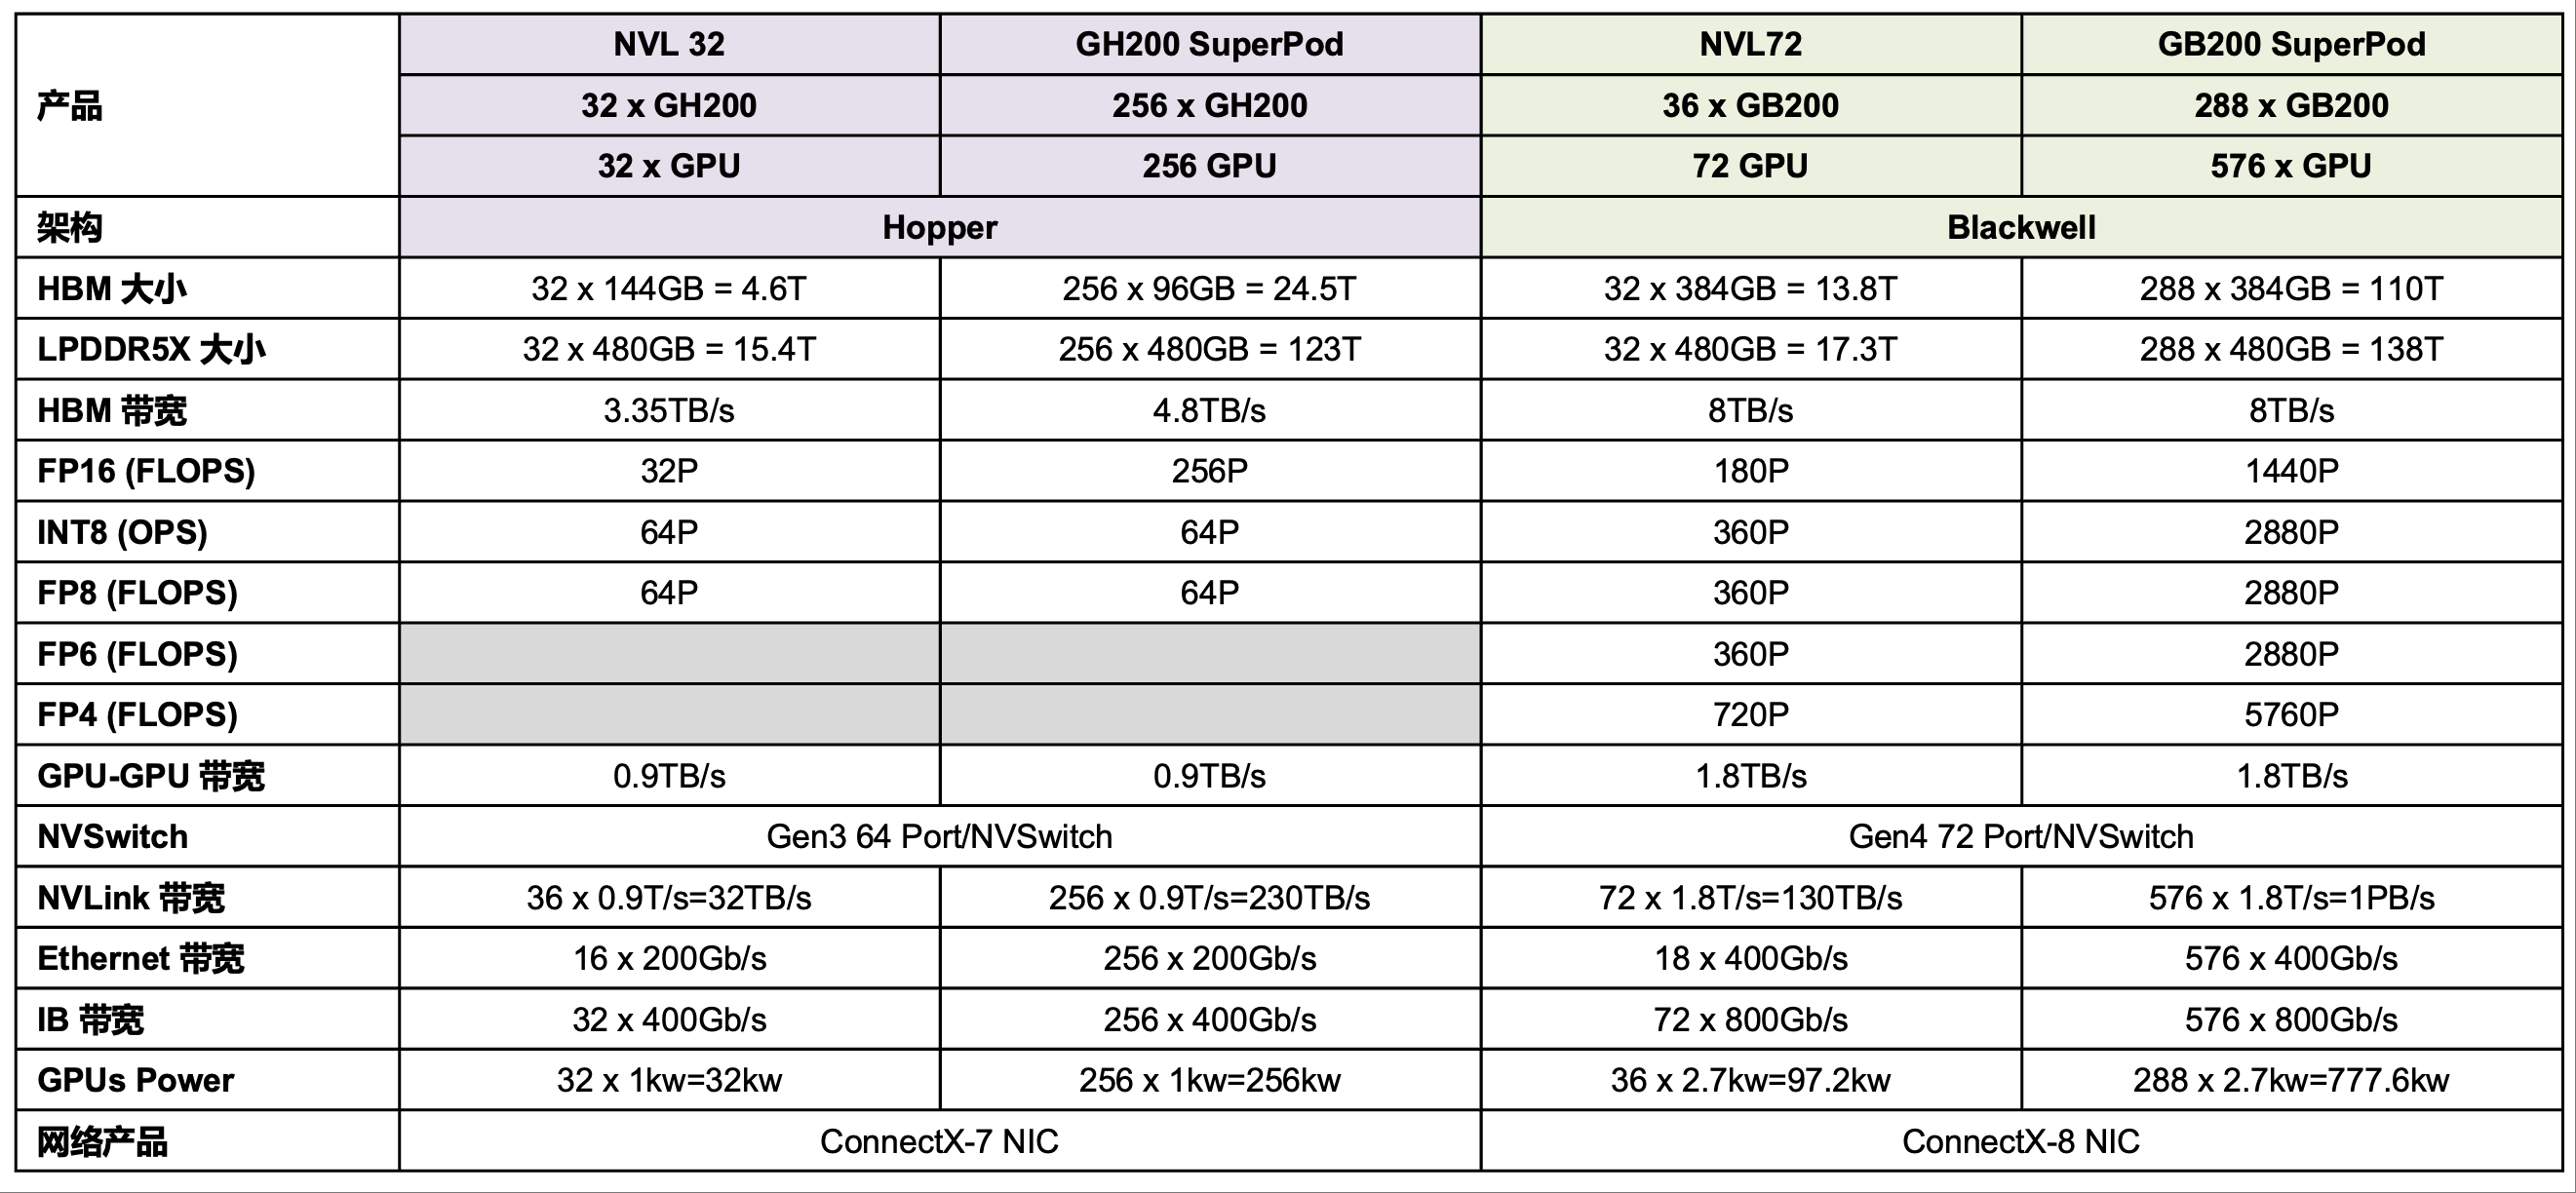 产品 NVL 32 GH200 SuperPod NVL72 GB200 SuperPod
32 x GH200 256 x GH200 36 x GB200 288 x GB200
32 x GPU 256 GPU 72 GPU 576 x GPU
架构 Hopper Blackwell
HBM 大小 32 x 144GB = 4.6T 256 x 96GB = 24.5T 32 x 384GB = 13.8T 288 x 384GB = 110T
LPDDR5X 大小 32 x 480GB = 15.4T 256 x 480GB = 123T 32 x 480GB = 17.3T 288 x 480GB = 138T
HBM 带宽 3.35TB/s 4.8TB/s 8TB/s 8TB/s
FP16 (FLOPS) 32P 256P 180P 1440P
INT8 (OPS) 64P 64P 360P 2880P
FP8 (FLOPS) 64P 64P 360P 2880P
FP6 (FLOPS) 360P 2880P
FP4 (FLOPS) 720P 5760P
GPU-GPU 带宽 0.9TB/s 0.9TB/s 1.8TB/s 1.8TB/s
NVSwitch Gen3 64 Port/NVSwitch Gen4 72 Port/NVSwitch
NVLink 带宽 36 x 0.9T/s=32TB/s 256 x 0.9T/s=230TB/s 72 x 1.8T/s=130TB/s 576 x 1.8T/s=1PB/s
Ethernet 带宽 16 x 200Gb/s 256 x 200Gb/s 18 x 400Gb/s 576 x 400Gb/s
IB 带宽 32 x 400Gb/s 256 x 400Gb/s 72 x 800Gb/s 576 x 800Gb/s
GPUs Power 32 x 1kw=32kw 256 x 1kw=256kw 36 x 2.7kw=97.2kw 288 x 2.7kw=777.6kw
网络产品 ConnectX-7 NIC ConnectX-8 NIC